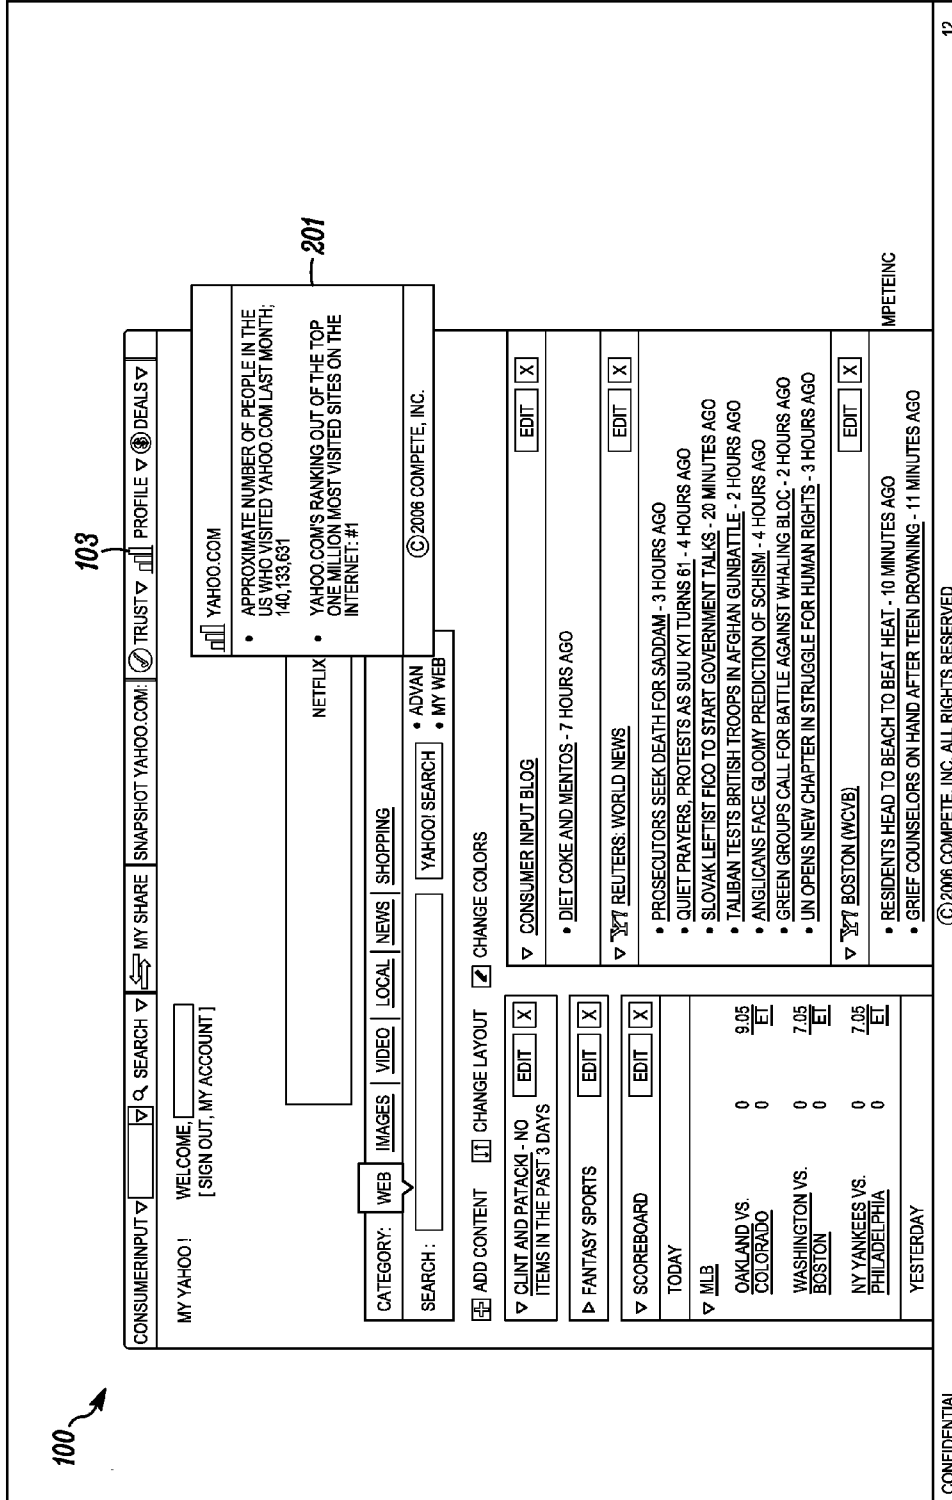 100
103
CONSUMERINPUT
SEARCH
MY SHARE
SNAPSHOT YAHOO.COM:
TRUST
PROFILE
DEALS
MY YAHOO !
WELCOME,
[ SIGN OUT, MY ACCOUNT ]
YAHOO.COM
• APPROXIMATE NUMBER OF PEOPLE IN THE
US WHO VISITED YAHOO.COM LAST MONTH;
140,133,631
• YAHOO.COM'S RANKING OUT OF THE TOP
ONE MILLION MOST VISITED SITES ON THE
INTERNET: #1
©2006 COMPETE, INC.
201
NETFLIX
CATEGORY:
WEB
IMAGES
VIDEO
LOCAL
NEWS
SHOPPING
SEARCH :
YAHOO! SEARCH
• ADVAN
• MY WEB
ADD CONTENT
CHANGE LAYOUT
CHANGE COLORS
CLINT AND PATACKI - NO
ITEMS IN THE PAST 3 DAYS
EDIT X
FANTASY SPORTS
EDIT X
SCOREBOARD
EDIT X
TODAY
MLB
OAKLAND VS. 0 9.05
COLORADO 0 ET
WASHINGTON VS. 0 7.05
BOSTON 0 ET
NY YANKEES VS. 0 7.05
PHILADELPHIA 0 ET
YESTERDAY
CONSUMER INPUT BLOG
EDIT X
• DIET COKE AND MENTOS - 7 HOURS AGO
REUTERS: WORLD NEWS
EDIT X
• PROSECUTORS SEEK DEATH FOR SADDAM - 3 HOURS AGO
• QUIET PRAYERS, PROTESTS AS SUU KYI TURNS 61 - 4 HOURS AGO
• SLOVAK LEFTIST FICO TO START GOVERNMENT TALKS - 20 MINUTES AGO
• TALIBAN TESTS BRITISH TROOPS IN AFGHAN GUNBATTLE - 2 HOURS AGO
• ANGLICANS FACE GLOOMY PREDICTION OF SCHISM - 4 HOURS AGO
• GREEN GROUPS CALL FOR BATTLE AGAINST WHALING BLOC - 2 HOURS AGO
• UN OPENS NEW CHAPTER IN STRUGGLE FOR HUMAN RIGHTS - 3 HOURS AGO
BOSTON (WCVB)
EDIT X
• RESIDENTS HEAD TO BEACH TO BEAT HEAT - 10 MINUTES AGO
• GRIEF COUNSELORS ON HAND AFTER TEEN DROWNING - 11 MINUTES AGO
MPETEINC
CONFIDENTIAL
©2006 COMPETE, INC. ALL RIGHTS RESERVED
12